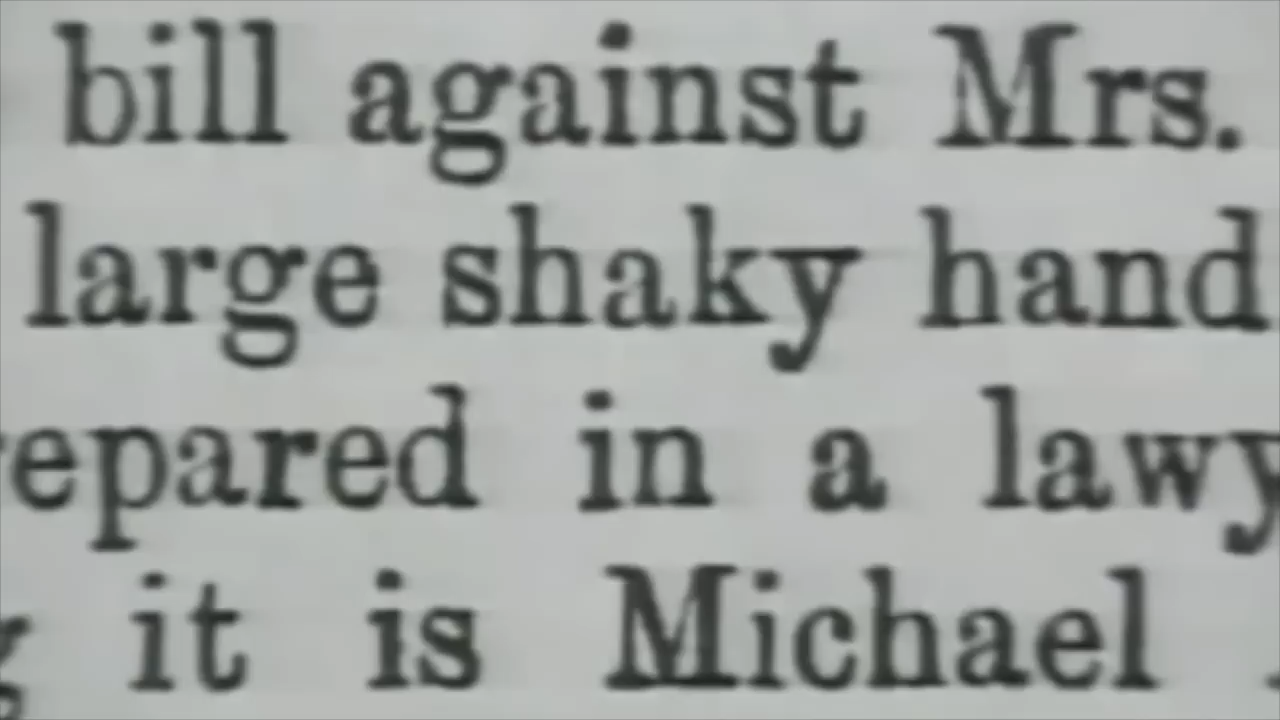 bill against Mrs.
large shaky hand
epared in a lawy
it is Michael